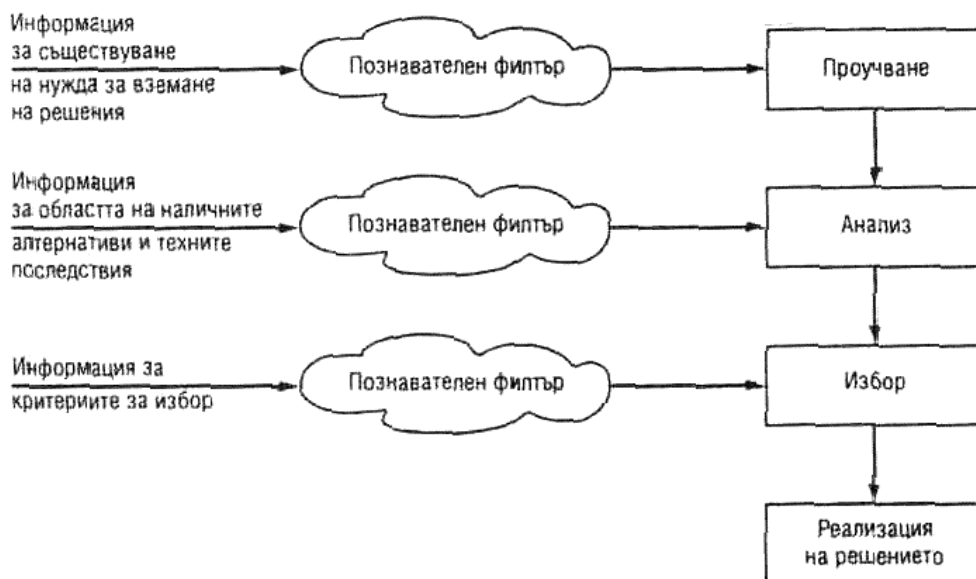 Информация
за съществуване
на нужда за вземане
на решения
Познавателен филтър
Проучване
Информация
за областта на наличните
алтернативи и техните
последствия
Познавателен филтър
Анализ
Информация за
критериите за избор
Познавателен филтър
Избор
Реализация
на решението